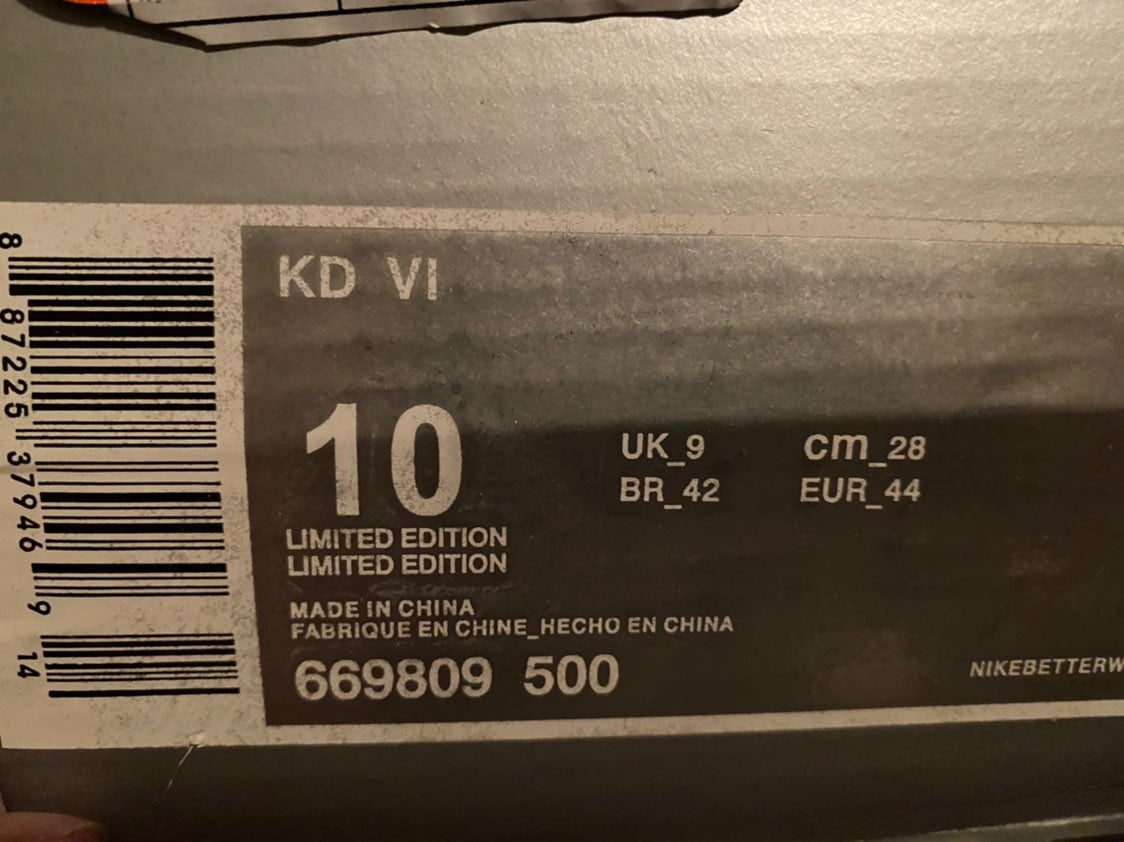 KD VI
10
UK_9 cm_28
BR_42 EUR_44
LIMITED EDITION
LIMITED EDITION
MADE IN CHINA
FABRIQUE EN CHINE_HECHO EN CHINA
669809 500
NIKEBETTERW
8 87225 37946 9 14